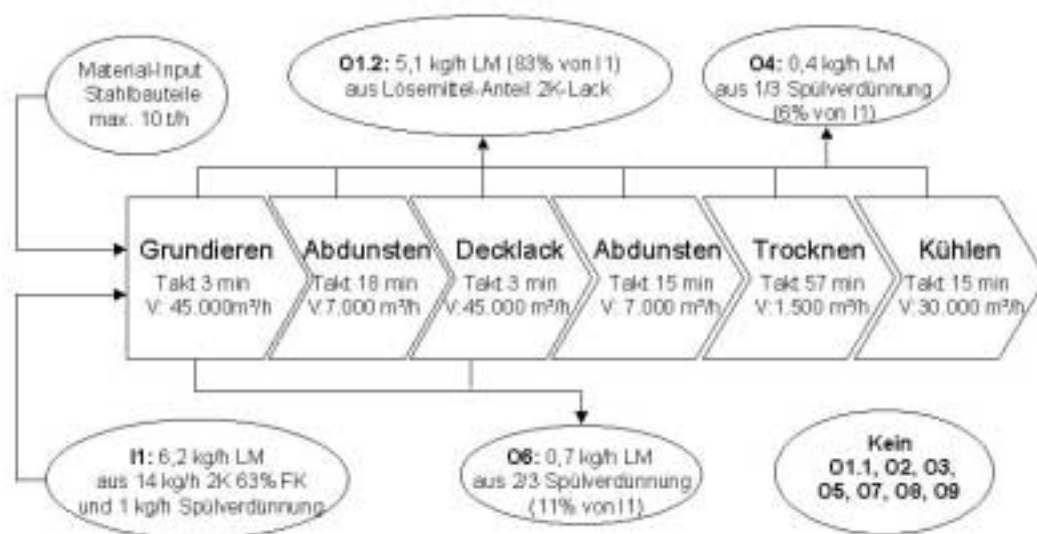 Material-Input
Stahlbauteile
max. 10 t/h
O1.2: 5,1 kg/h LM (83% von I1)
aus Lösemittel-Anteil 2K-Lack
O4: 0,4 kg/h LM
aus 1/3 Spülverdünnung
(6% von I1)
Grundieren
Takt 3 min
V: 45.000m³/h
Abdunsten
Takt 18 min
V:7.000 m³/h
Decklack
Takt 3 min
V:45.000 m³/h
Abdunsten
Takt 15 min
V: 7.000 m³/h
Trocknen
Takt 57 min
V:1.500 m³/h
Kühlen
Takt 15 min
V:30.000 m³/h
I1: 6,2 kg/h LM
aus 14 kg/h 2K 63% FK
und 1 kg/h Spülverdünnung
O6: 0,7 kg/h LM
aus 2/3 Spülverdünnung
(11% von I1)
Kein
O1.1, O2, O3,
O5, O7, O8, O9